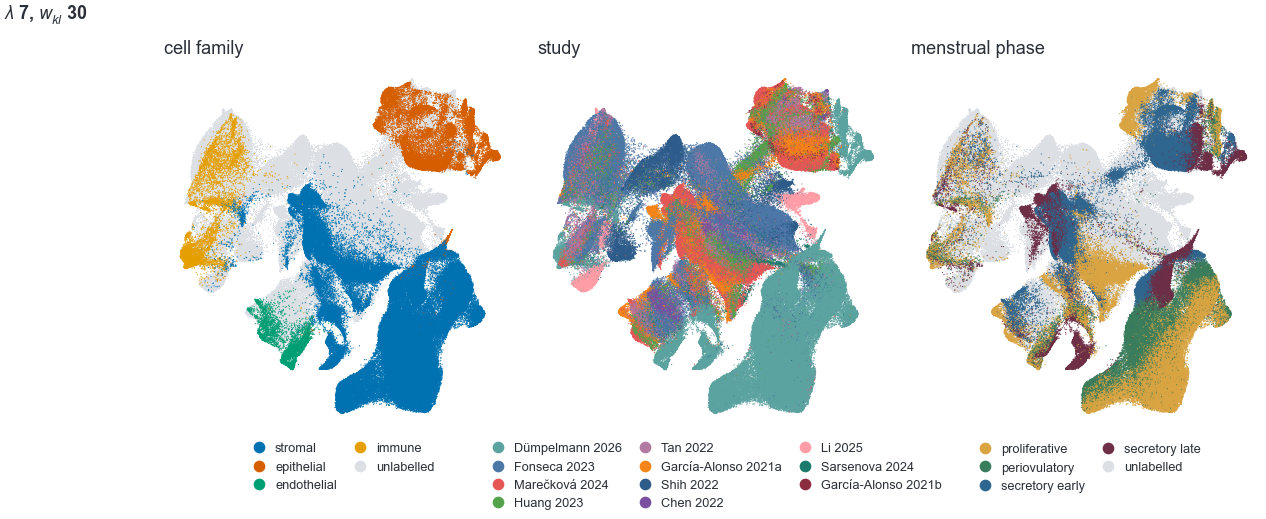 λ 7, wkl 30
cell family
study
menstrual phase
stromal
epithelial
endothelial
immune
unlabelled
Dümpelmann 2026
Fonseca 2023
Marečková 2024
Huang 2023
Tan 2022
García-Alonso 2021a
Shih 2022
Chen 2022
Li 2025
Sarsenova 2024
García-Alonso 2021b
proliferative
periovulatory
secretory early
secretory late
unlabelled